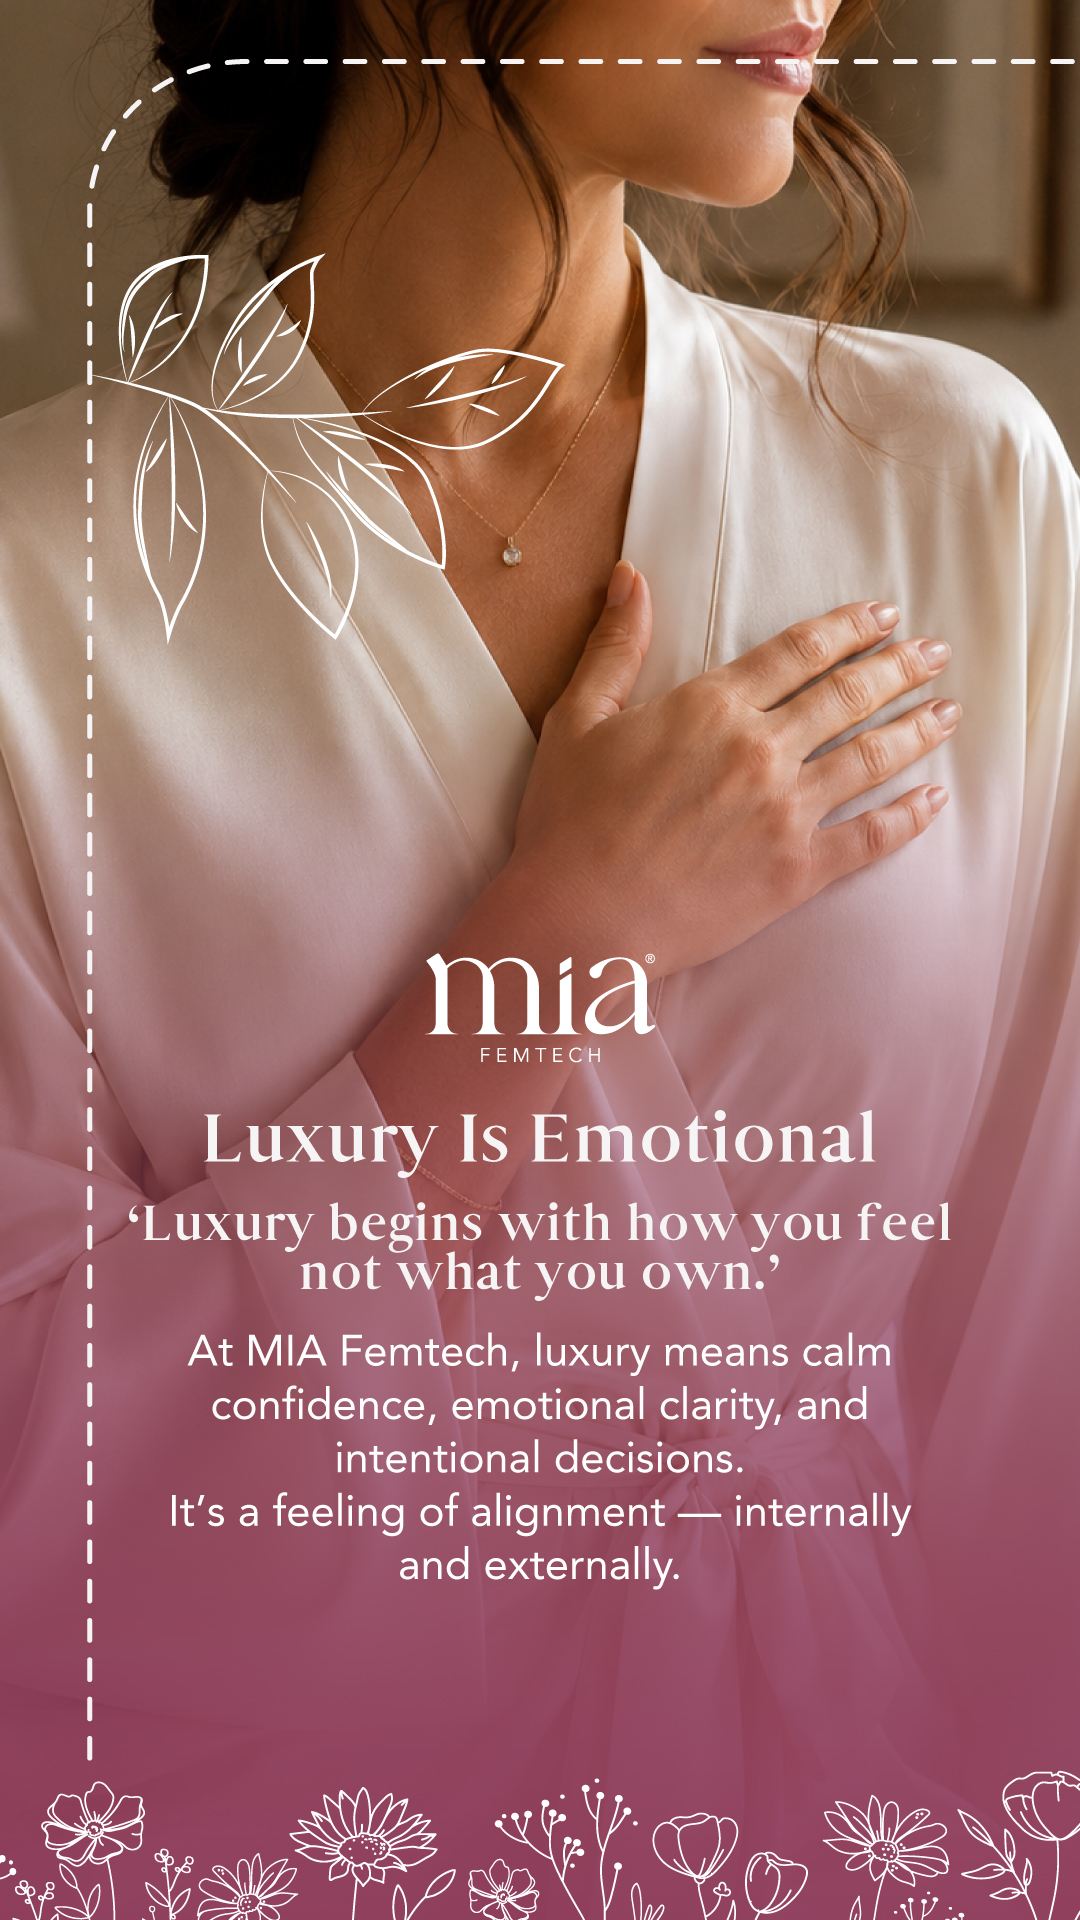 mia®
FEMTECH
Luxury Is Emotional
‘Luxury begins with how you feel
not what you own.’
At MIA Femtech, luxury means calm
confidence, emotional clarity, and
intentional decisions.
It’s a feeling of alignment — internally
and externally.